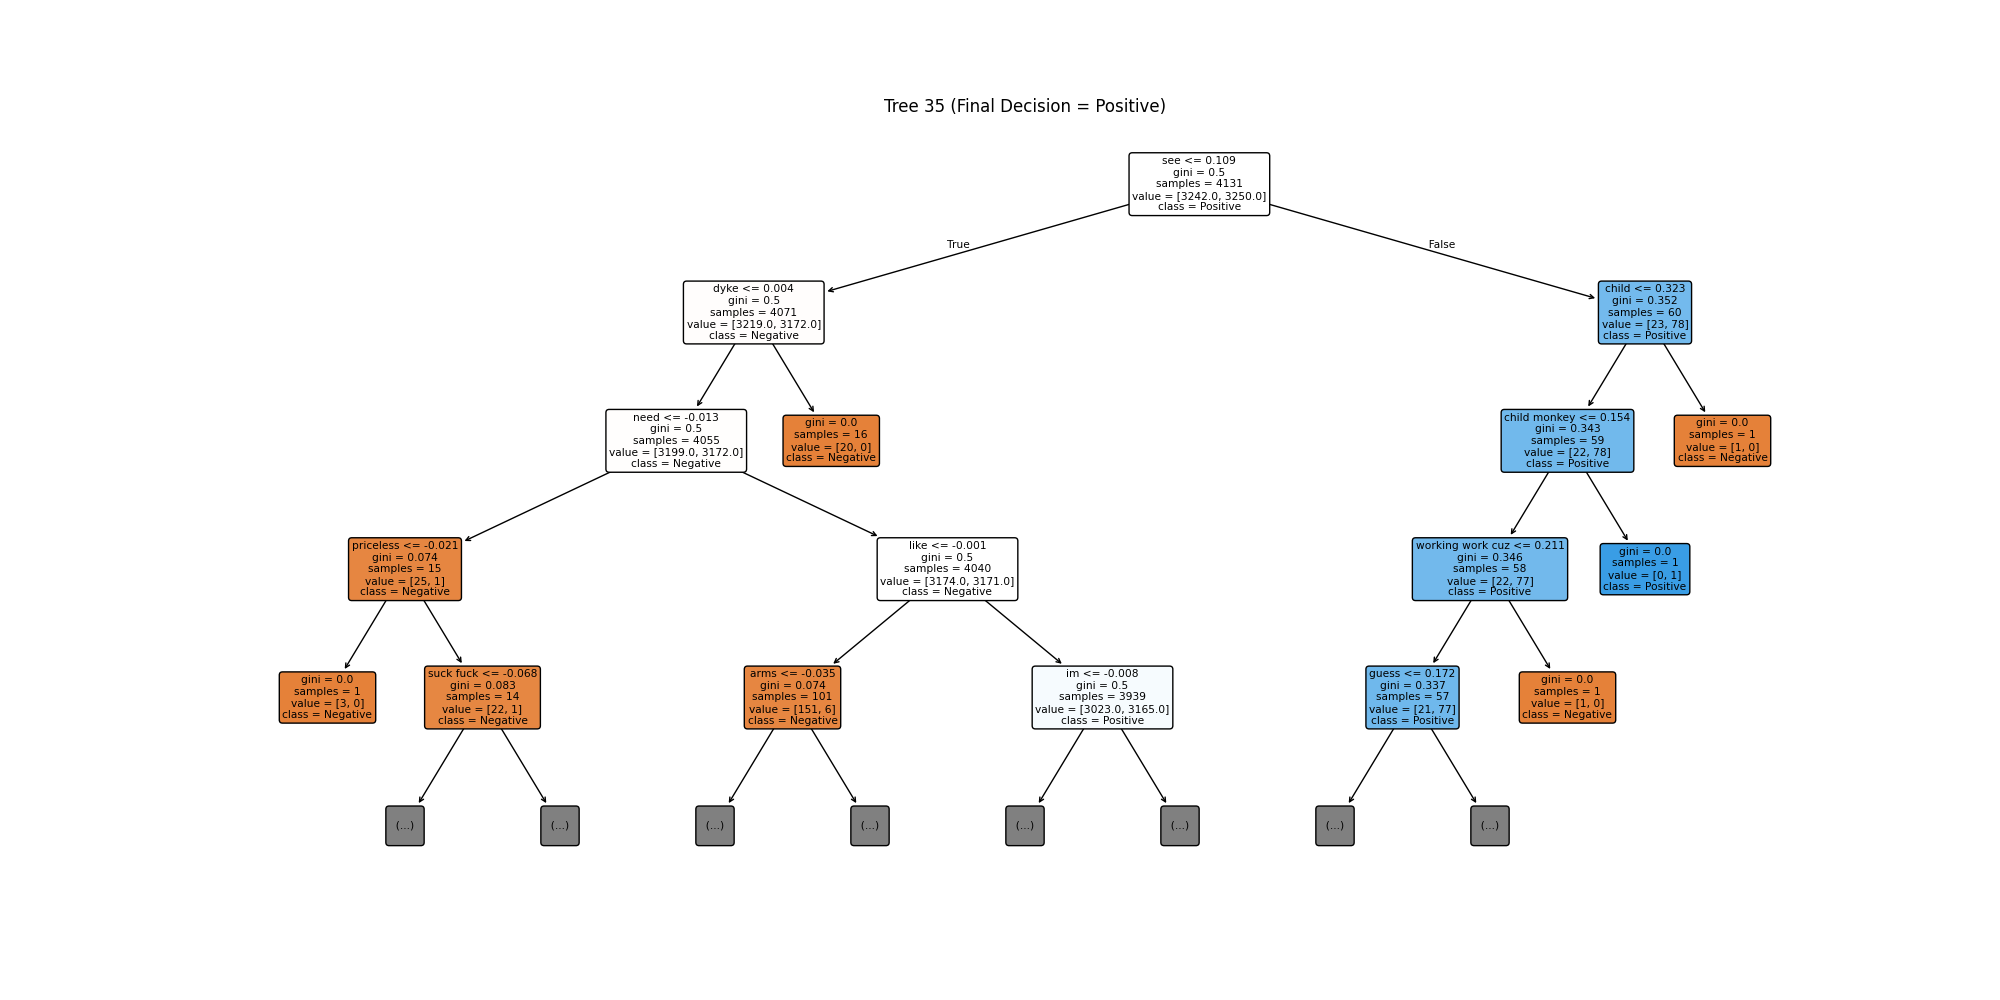 Tree 35 (Final Decision = Positive)
see <= 0.109
gini = 0.5
samples = 4131
value = [3242.0, 3250.0]
class = Positive
True
False
dyke <= 0.004
gini = 0.5
samples = 4071
value = [3219.0, 3172.0]
class = Negative
child <= 0.323
gini = 0.352
samples = 60
value = [23, 78]
class = Positive
need <= -0.013
gini = 0.5
samples = 4055
value = [3199.0, 3172.0]
class = Negative
gini = 0.0
samples = 16
value = [20, 0]
class = Negative
child monkey <= 0.154
gini = 0.343
samples = 59
value = [22, 78]
class = Positive
gini = 0.0
samples = 1
value = [1, 0]
class = Negative
priceless <= -0.021
gini = 0.074
samples = 15
value = [25, 1]
class = Negative
like <= -0.001
gini = 0.5
samples = 4040
value = [3174.0, 3171.0]
class = Negative
working work cuz <= 0.211
gini = 0.346
samples = 58
value = [22, 77]
class = Positive
gini = 0.0
samples = 1
value = [0, 1]
class = Positive
gini = 0.0
samples = 1
value = [3, 0]
class = Negative
suck fuck <= -0.068
gini = 0.083
samples = 14
value = [22, 1]
class = Negative
arms <= -0.035
gini = 0.074
samples = 101
value = [151, 6]
class = Negative
im <= -0.008
gini = 0.5
samples = 3939
value = [3023.0, 3165.0]
class = Positive
guess <= 0.172
gini = 0.337
samples = 57
value = [21, 77]
class = Positive
gini = 0.0
samples = 1
value = [1, 0]
class = Negative
(...)
(...)
(...)
(...)
(...)
(...)
(...)
(...)